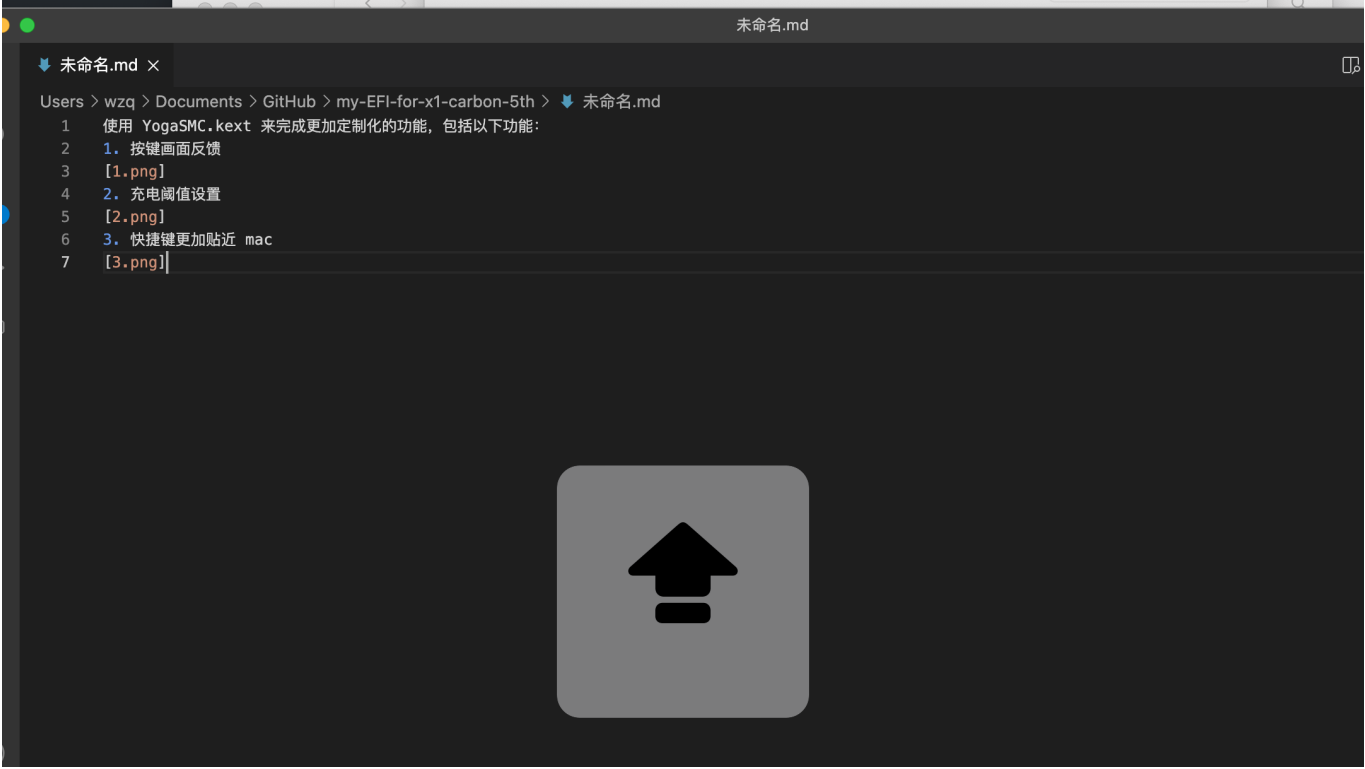 未命名.md
未命名.md
Users > wzq > Documents > GitHub > my-EFI-for-x1-carbon-5th > 未命名.md
1 使用 YogaSMC.kext 来完成更加定制化的功能，包括以下功能：
2 1. 按键画面反馈
3 [1.png]
4 2. 充电阈值设置
5 [2.png]
6 3. 快捷键更加贴近 mac
7 [3.png]